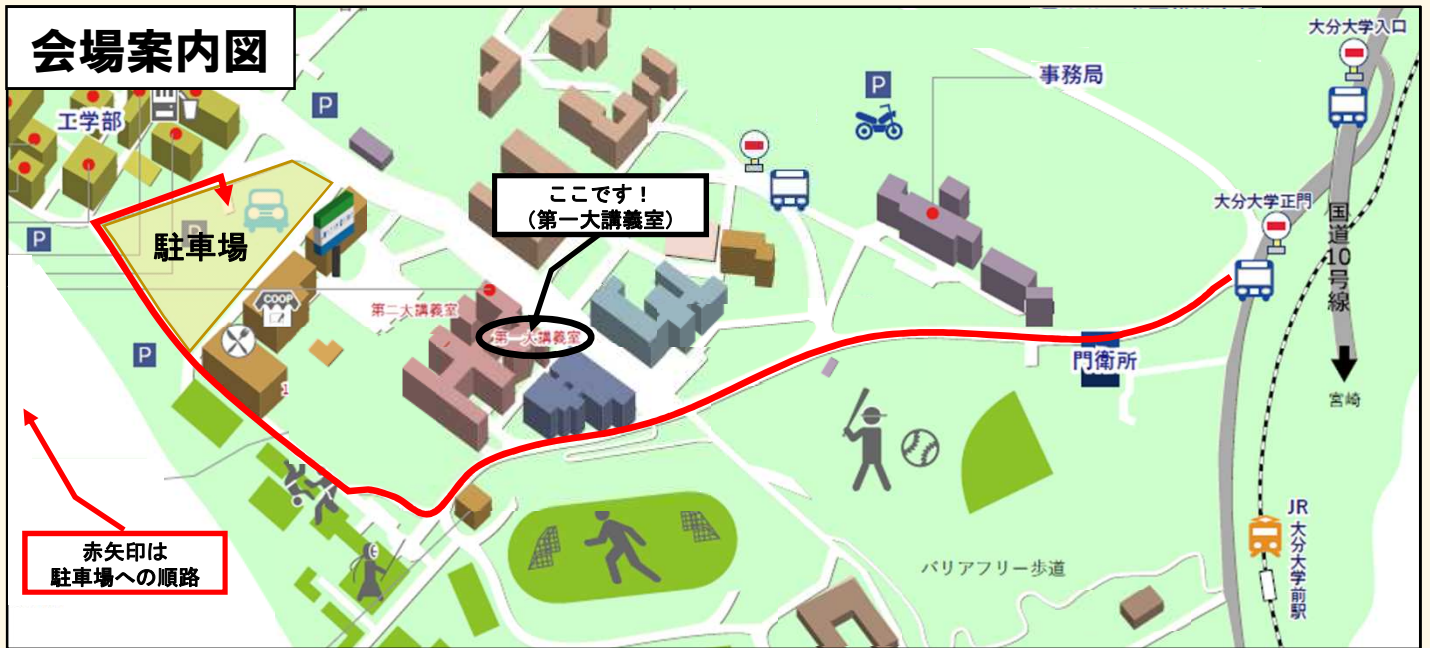 会場案内図
大分大学入口
工学部
P
P
事務局
ここです！
（第一大講義室）
大分大学正門
国道10号線
P
P
駐車場
COOP
第二大講義室
第一大講義室
P
門衛所
1
宮崎
赤矢印は
駐車場への順路
バリアフリー歩道
JR
大分大学前駅